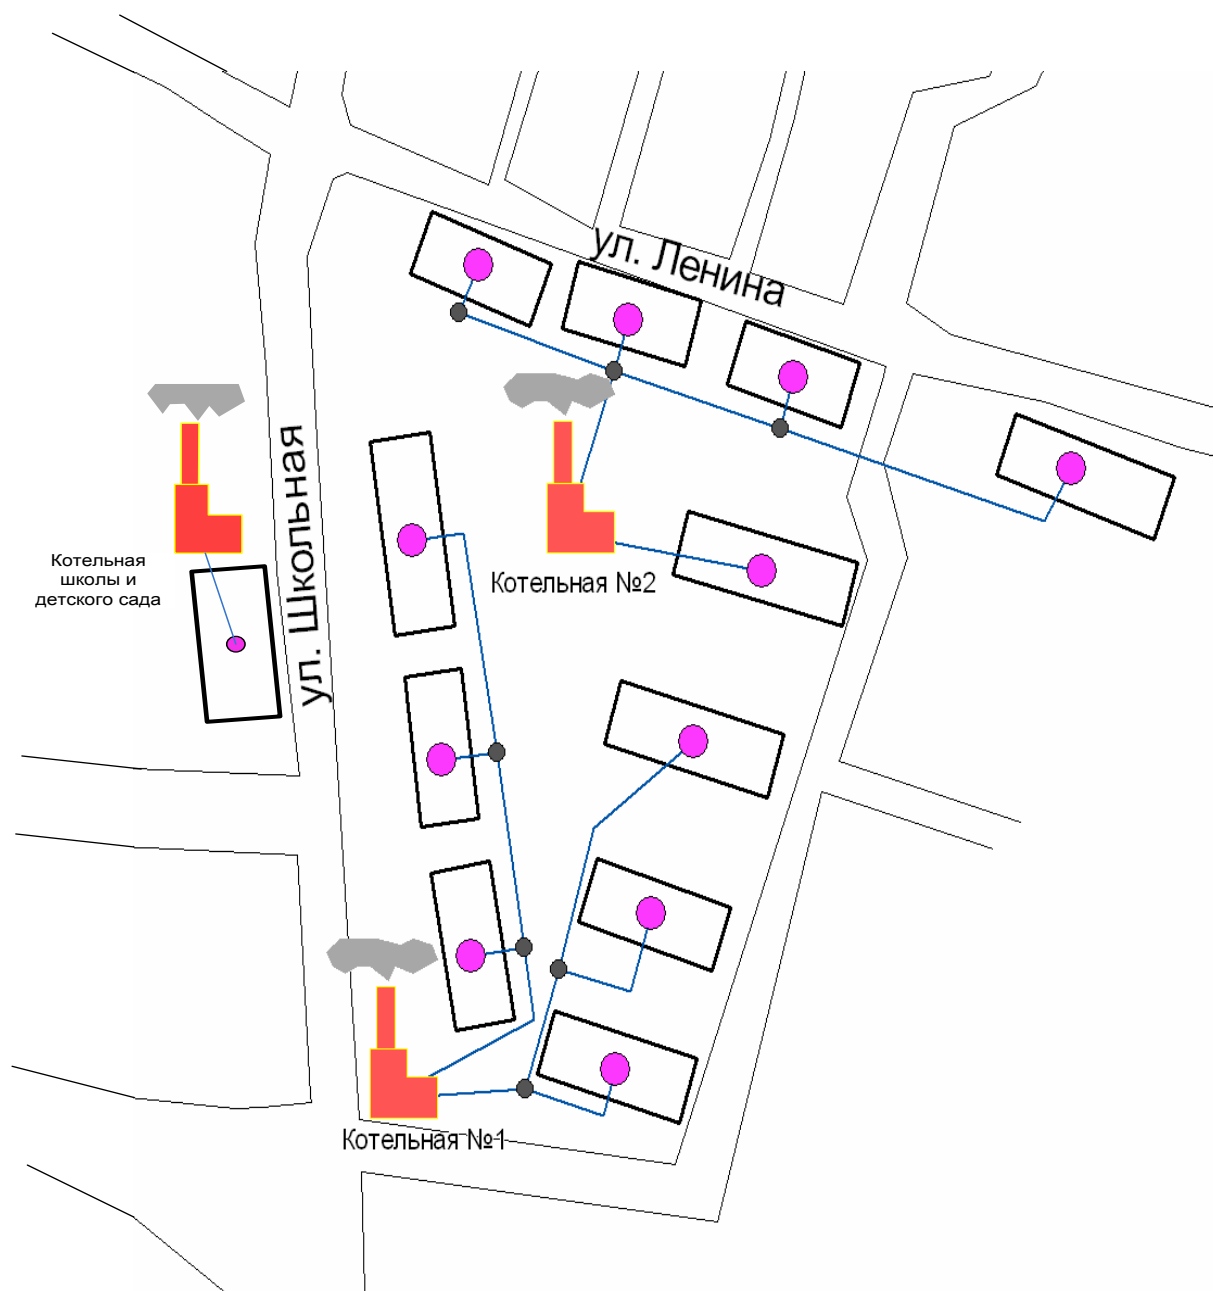 ул. Ленина
ул. Школьная
Котельная
школы и
детского сада
Котельная №2
Котельная №1